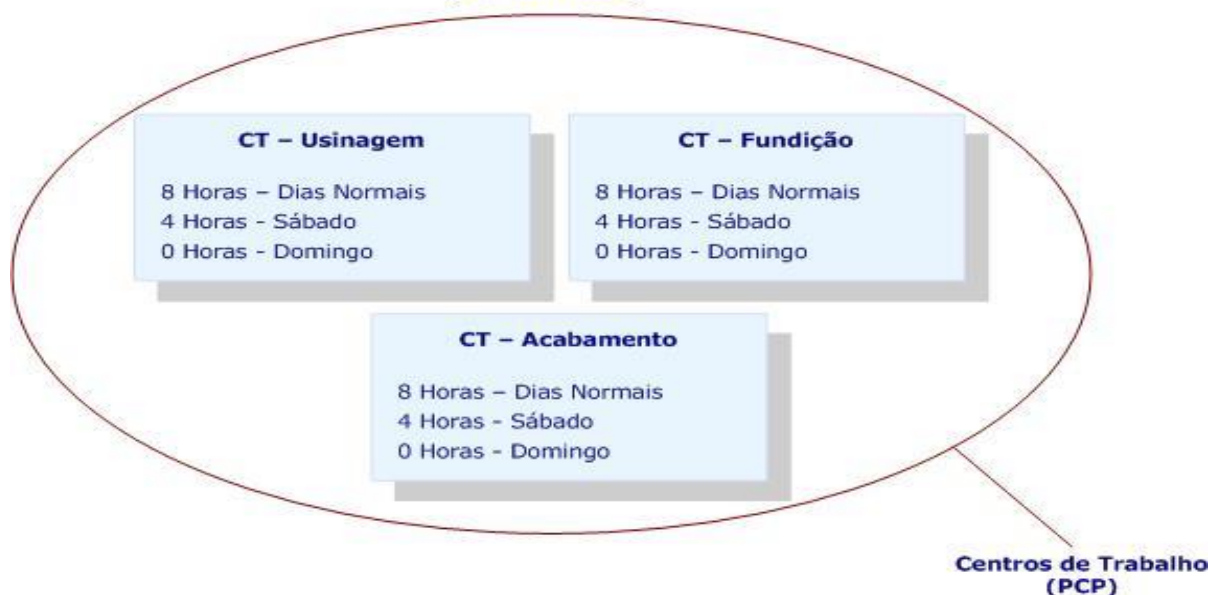 CT – Usinagem
8 Horas – Dias Normais
4 Horas - Sábado
0 Horas - Domingo
CT – Fundição
8 Horas – Dias Normais
4 Horas - Sábado
0 Horas - Domingo
CT – Acabamento
8 Horas – Dias Normais
4 Horas - Sábado
0 Horas - Domingo
Centros de Trabalho
(PCP)